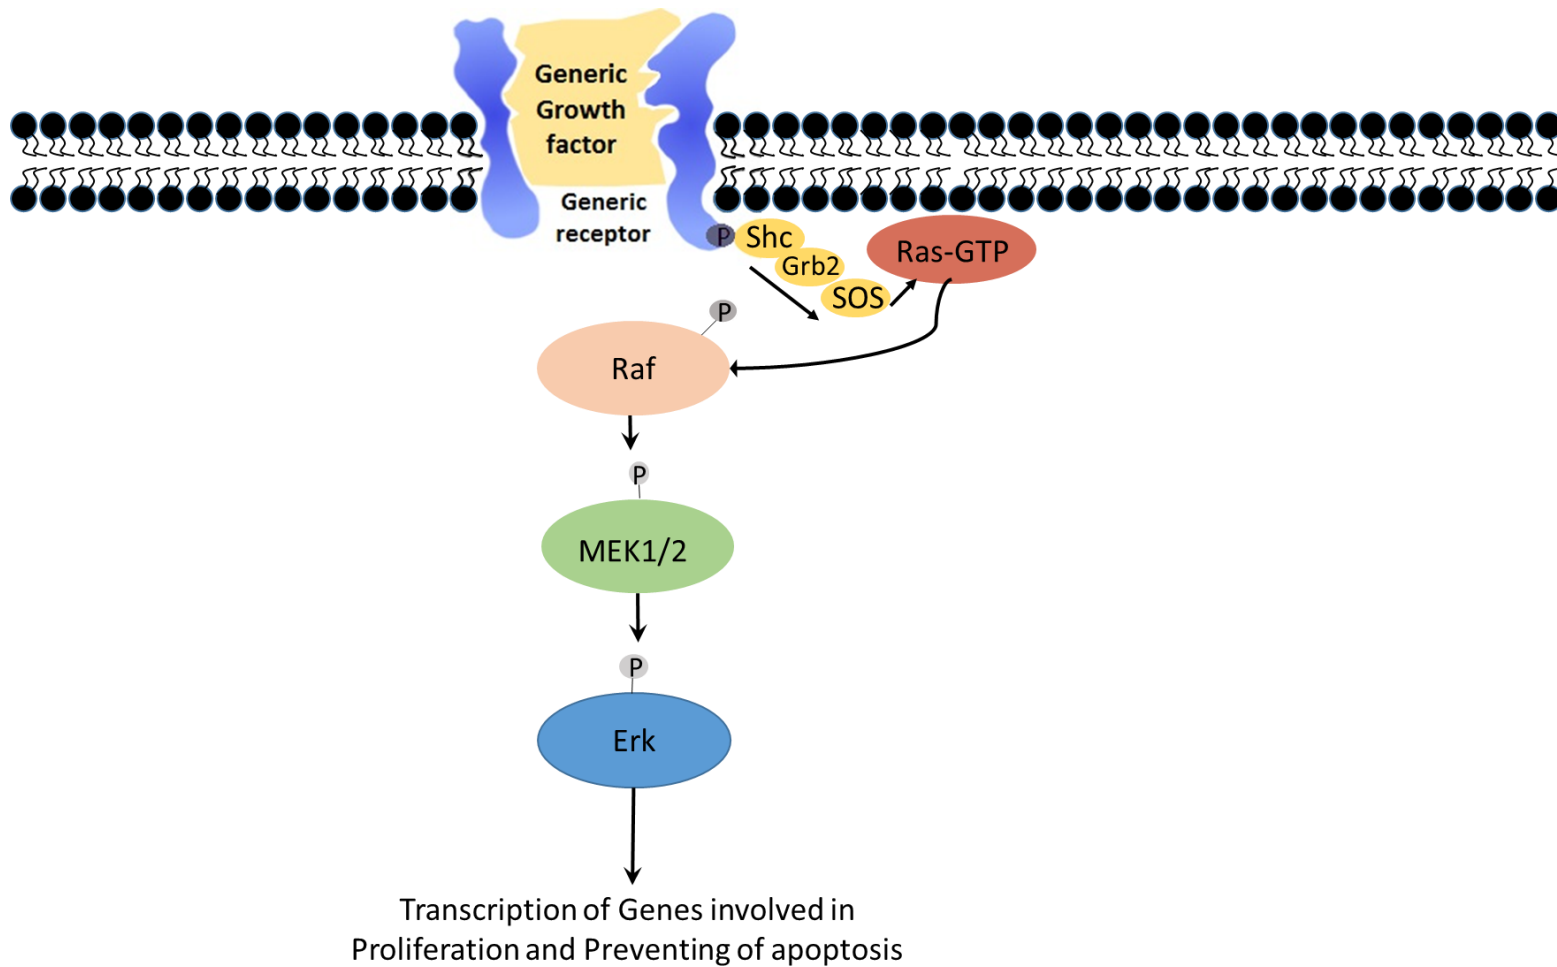 Generic
Growth
factor
Generic
receptor
P
Shc
Grb2
SOS
Ras-GTP
P
Raf
P
MEK1/2
P
Erk
Transcription of Genes involved in
Proliferation and Preventing of apoptosis